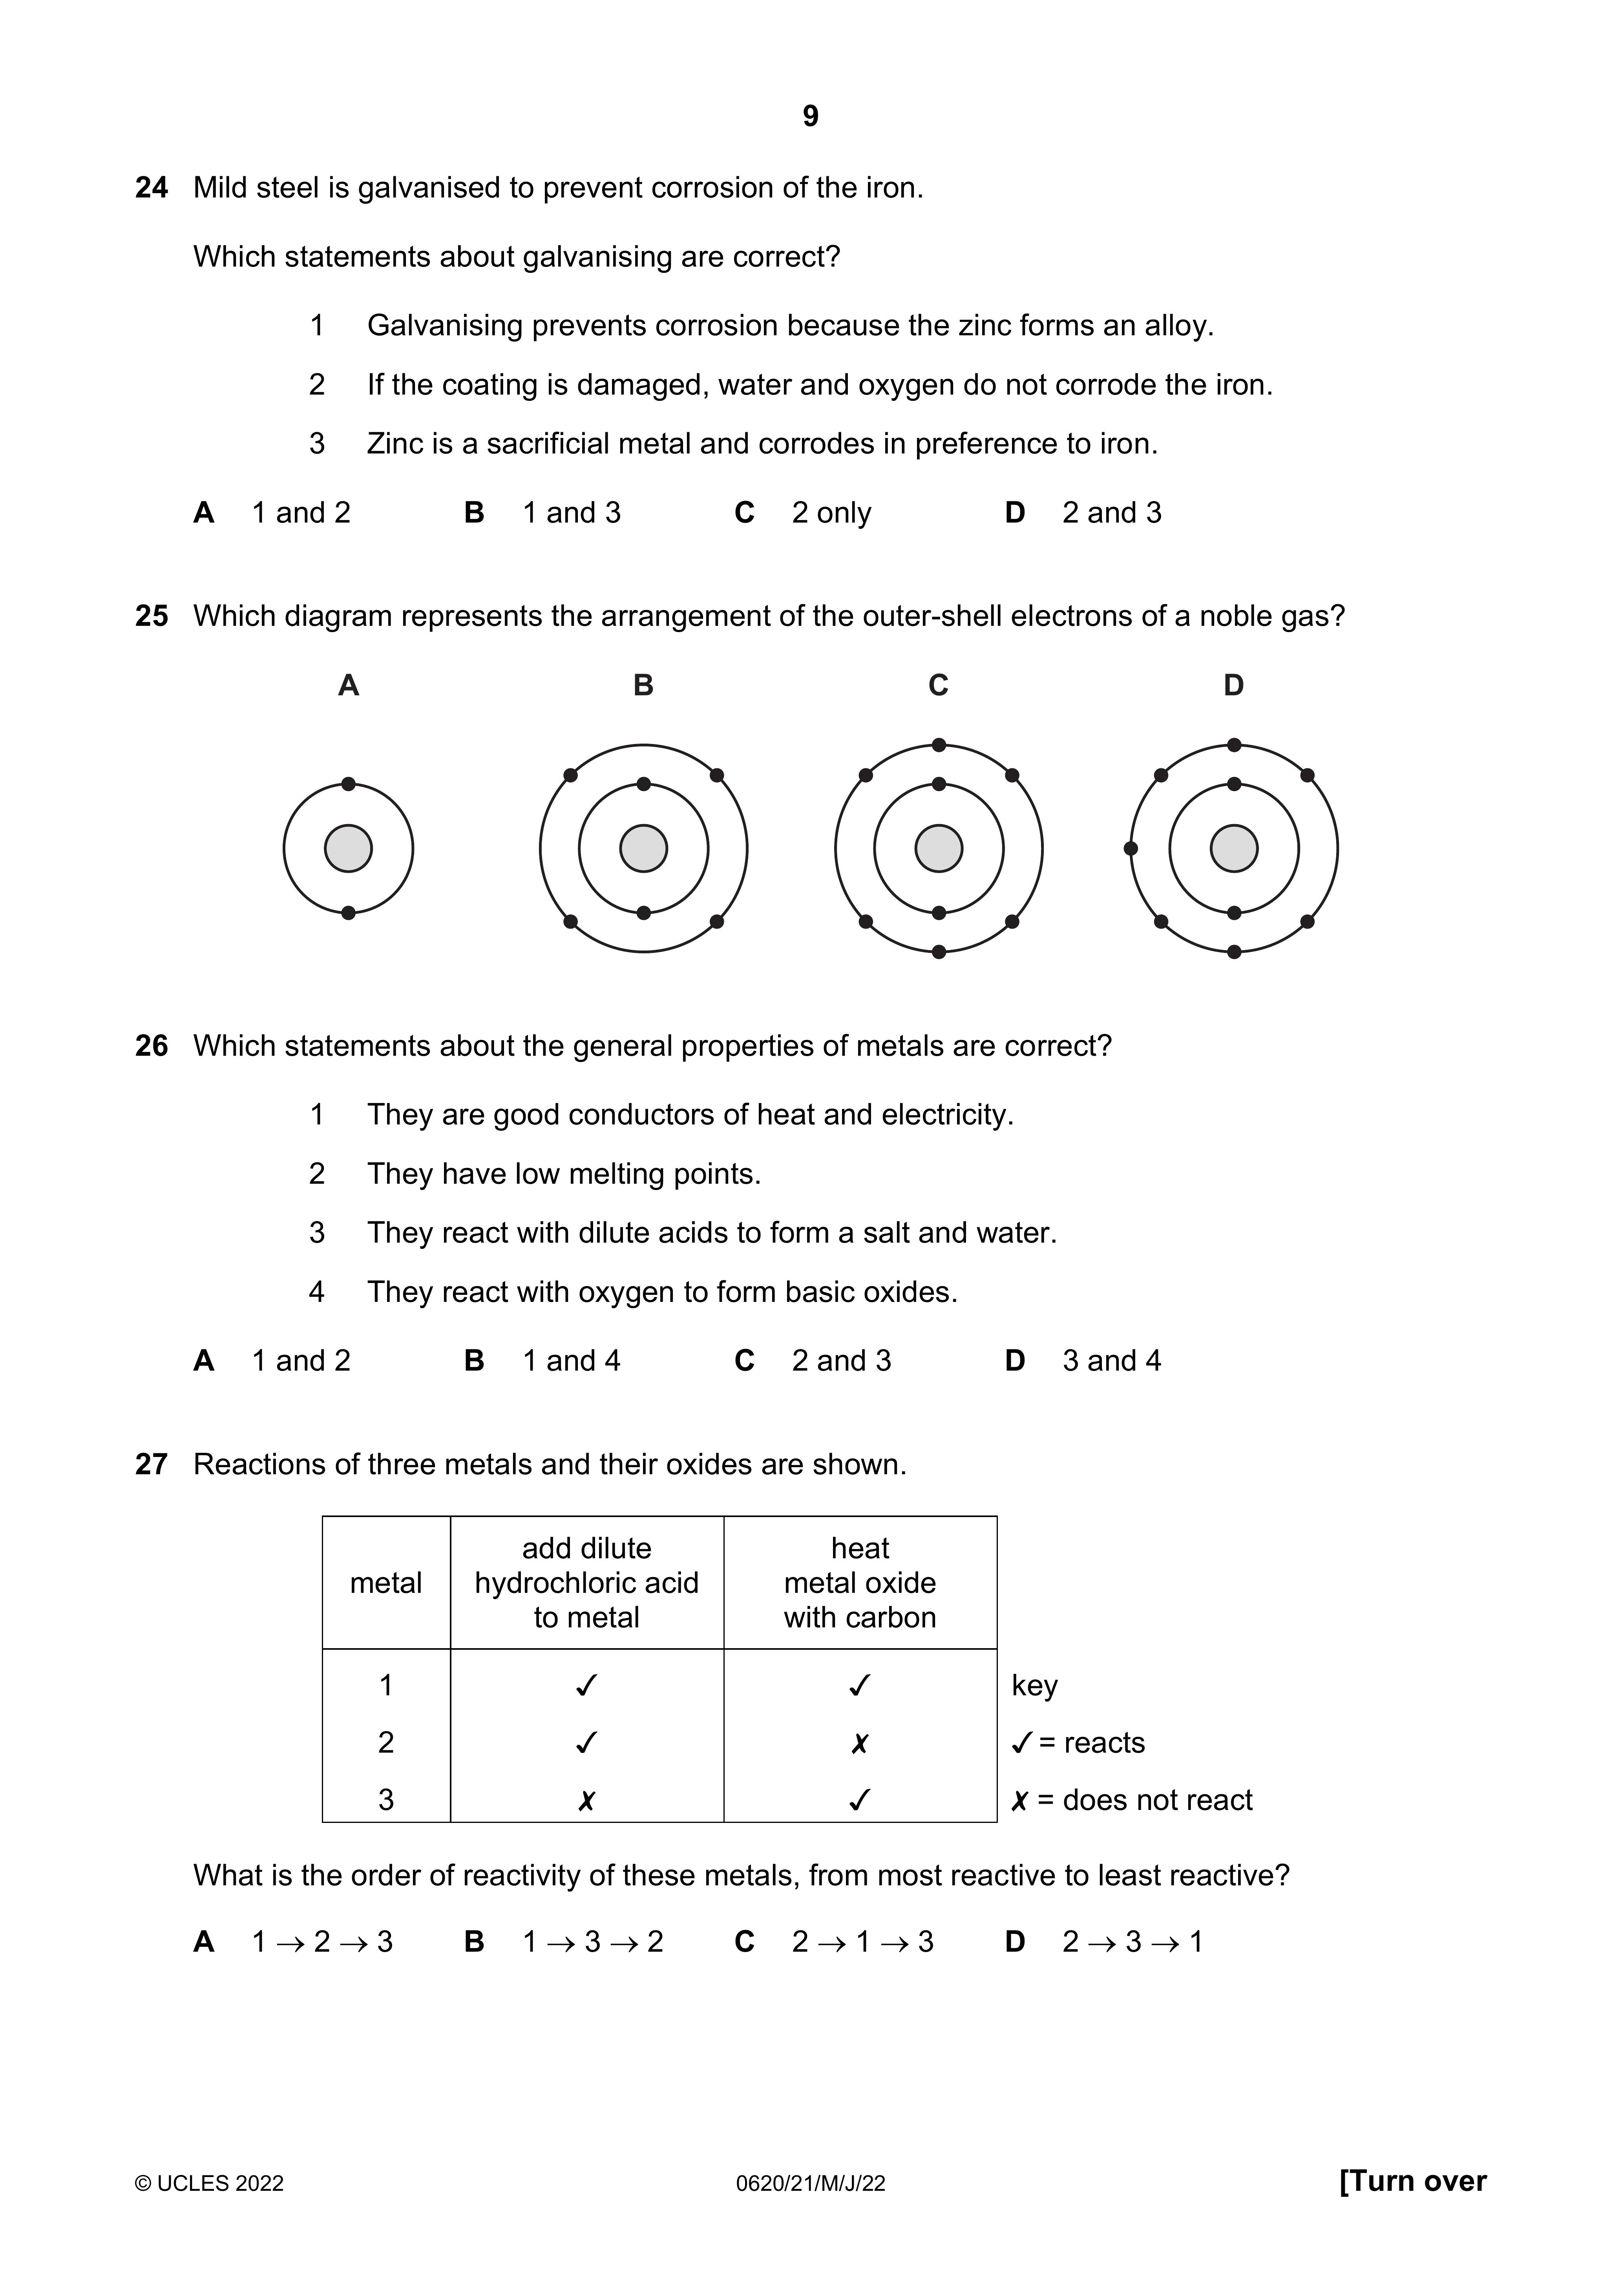 9
24 Mild steel is galvanised to prevent corrosion of the iron.
Which statements about galvanising are correct?
1 Galvanising prevents corrosion because the zinc forms an alloy.
2 If the coating is damaged, water and oxygen do not corrode the iron.
3 Zinc is a sacrificial metal and corrodes in preference to iron.
A 1 and 2 B 1 and 3 C 2 only D 2 and 3
25 Which diagram represents the arrangement of the outer-shell electrons of a noble gas?
A B C D
26 Which statements about the general properties of metals are correct?
1 They are good conductors of heat and electricity.
2 They have low melting points.
3 They react with dilute acids to form a salt and water.
4 They react with oxygen to form basic oxides.
A 1 and 2 B 1 and 4 C 2 and 3 D 3 and 4
27 Reactions of three metals and their oxides are shown.
metal
add dilute
hydrochloric acid
to metal
heat
metal oxide
with carbon
1 ✓ ✓ key
2 ✓ ✗ ✓ = reacts
3 ✗ ✓ ✗ = does not react
What is the order of reactivity of these metals, from most reactive to least reactive?
A 1 → 2 → 3 B 1 → 3 → 2 C 2 → 1 → 3 D 2 → 3 → 1
© UCLES 2022 0620/21/M/J/22 [Turn over